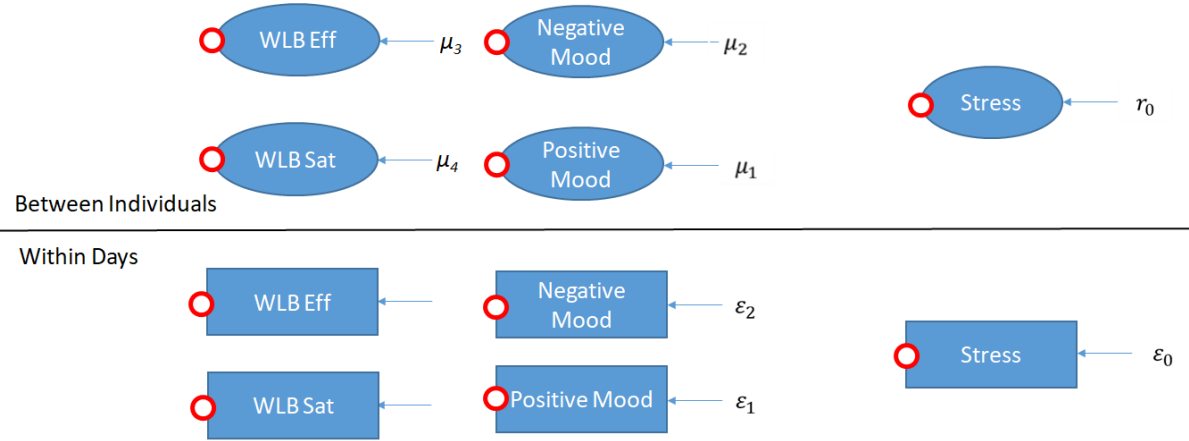 WLB Eff
μ3
Negative
Mood
μ2
Stress
r0
WLB Sat
μ4
Positive
Mood
μ1
Between Individuals
Within Days
WLB Eff
Negative
Mood
ε2
Stress
ε0
WLB Sat
Positive Mood
ε1